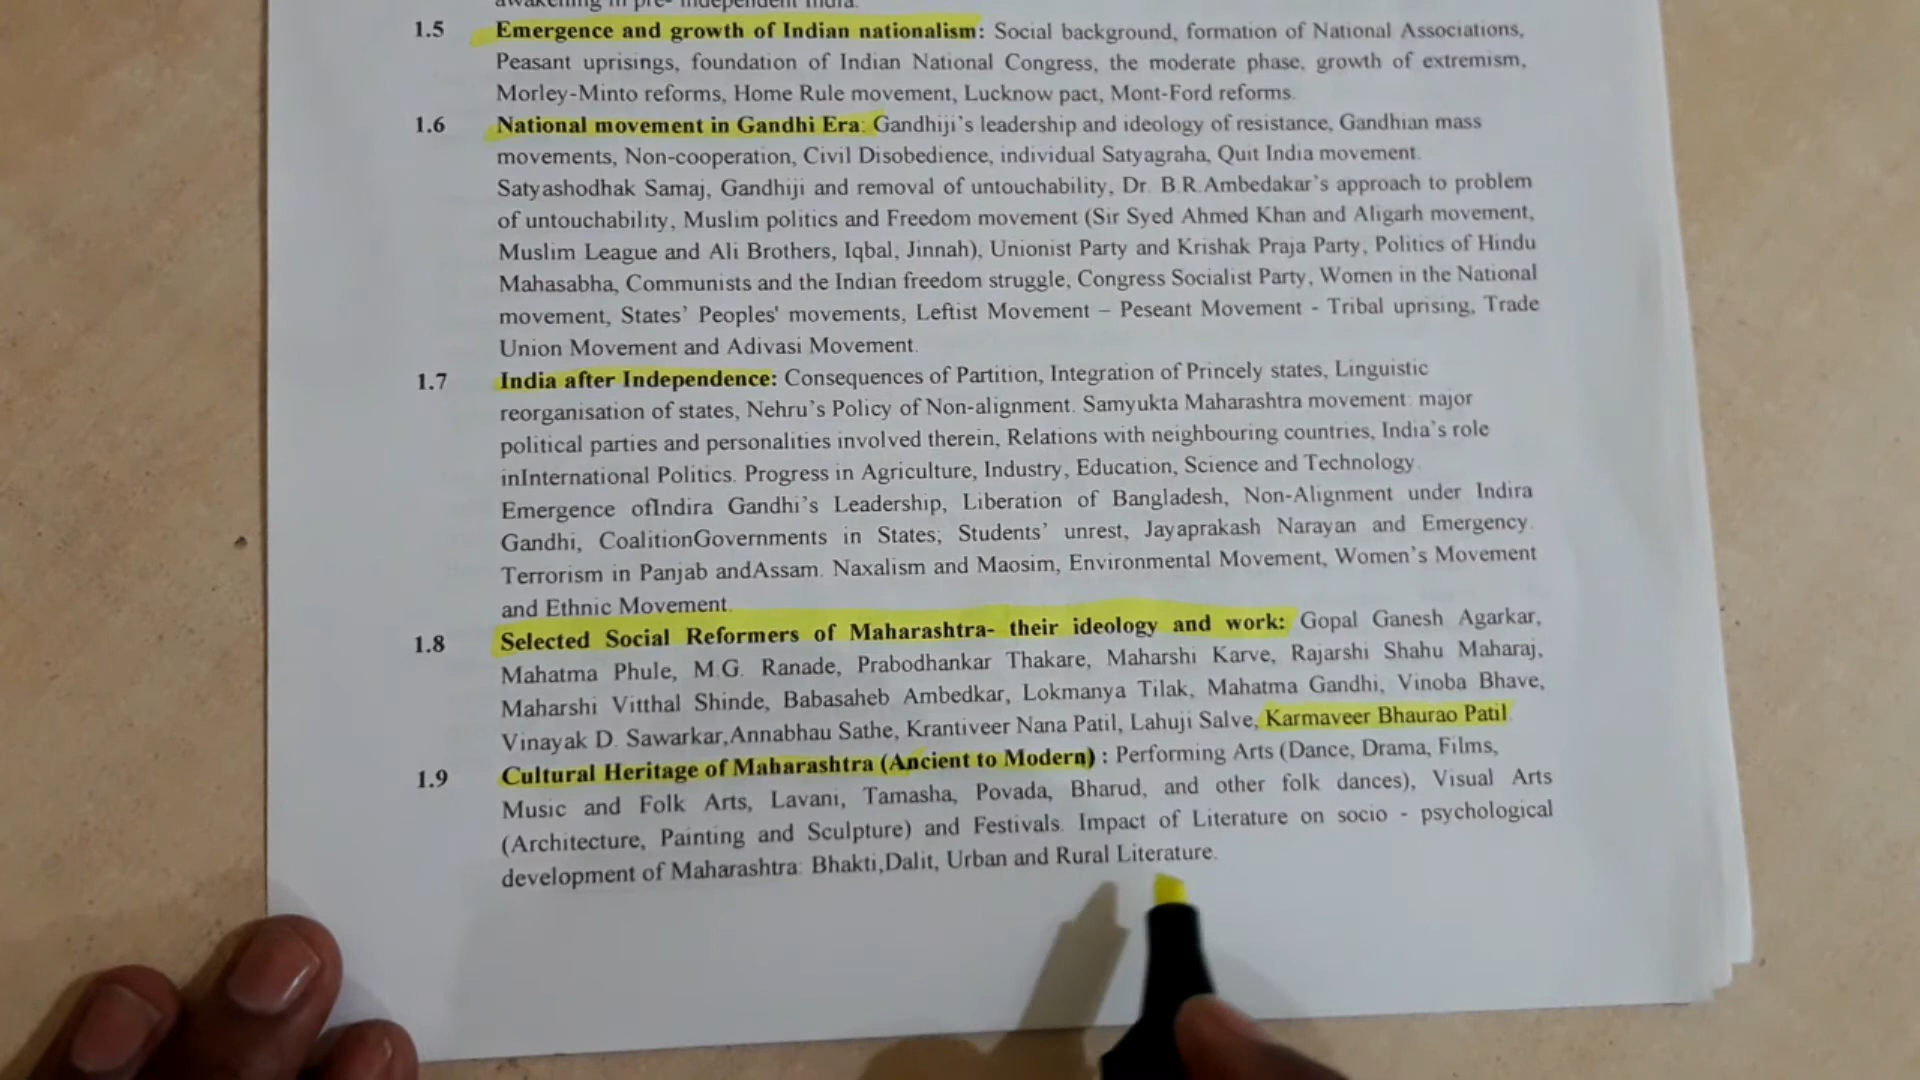 awakening in pre- independent India.
1.5 Emergence and growth of Indian nationalism: Social background, formation of National Associations,
Peasant uprisings, foundation of Indian National Congress, the moderate phase, growth of extremism,
Morley-Minto reforms, Home Rule movement, Lucknow pact, Mont-Ford reforms.
1.6 National movement in Gandhi Era: Gandhiji's leadership and ideology of resistance, Gandhian mass
movements, Non-cooperation, Civil Disobedience, individual Satyagraha, Quit India movement.
Satyashodhak Samaj, Gandhiji and removal of untouchability, Dr. B.R.Ambedakar's approach to problem
of untouchability, Muslim politics and Freedom movement (Sir Syed Ahmed Khan and Aligarh movement,
Muslim League and Ali Brothers, Iqbal, Jinnah), Unionist Party and Krishak Praja Party, Politics of Hindu
Mahasabha, Communists and the Indian freedom struggle, Congress Socialist Party, Women in the National
movement, States' Peoples' movements, Leftist Movement – Peseant Movement - Tribal uprising, Trade
Union Movement and Adivasi Movement.
1.7 India after Independence: Consequences of Partition, Integration of Princely states, Linguistic
reorganisation of states, Nehru's Policy of Non-alignment. Samyukta Maharashtra movement: major
political parties and personalities involved therein, Relations with neighbouring countries, India's role
inInternational Politics. Progress in Agriculture, Industry, Education, Science and Technology.
Emergence ofIndira Gandhi's Leadership, Liberation of Bangladesh, Non-Alignment under Indira
Gandhi, CoalitionGovernments in States; Students' unrest, Jayaprakash Narayan and Emergency.
Terrorism in Panjab andAssam. Naxalism and Maosim, Environmental Movement, Women's Movement
and Ethnic Movement.
1.8 Selected Social Reformers of Maharashtra- their ideology and work: Gopal Ganesh Agarkar,
Mahatma Phule, M.G. Ranade, Prabodhankar Thakare, Maharshi Karve, Rajarshi Shahu Maharaj,
Maharshi Vitthal Shinde, Babasaheb Ambedkar, Lokmanya Tilak, Mahatma Gandhi, Vinoba Bhave,
Vinayak D. Sawarkar,Annabhau Sathe, Krantiveer Nana Patil, Lahuji Salve, Karmaveer Bhaurao Patil.
1.9 Cultural Heritage of Maharashtra (Ancient to Modern) : Performing Arts (Dance, Drama, Films,
Music and Folk Arts, Lavani, Tamasha, Povada, Bharud, and other folk dances), Visual Arts
(Architecture, Painting and Sculpture) and Festivals. Impact of Literature on socio - psychological
development of Maharashtra: Bhakti,Dalit, Urban and Rural Literature.